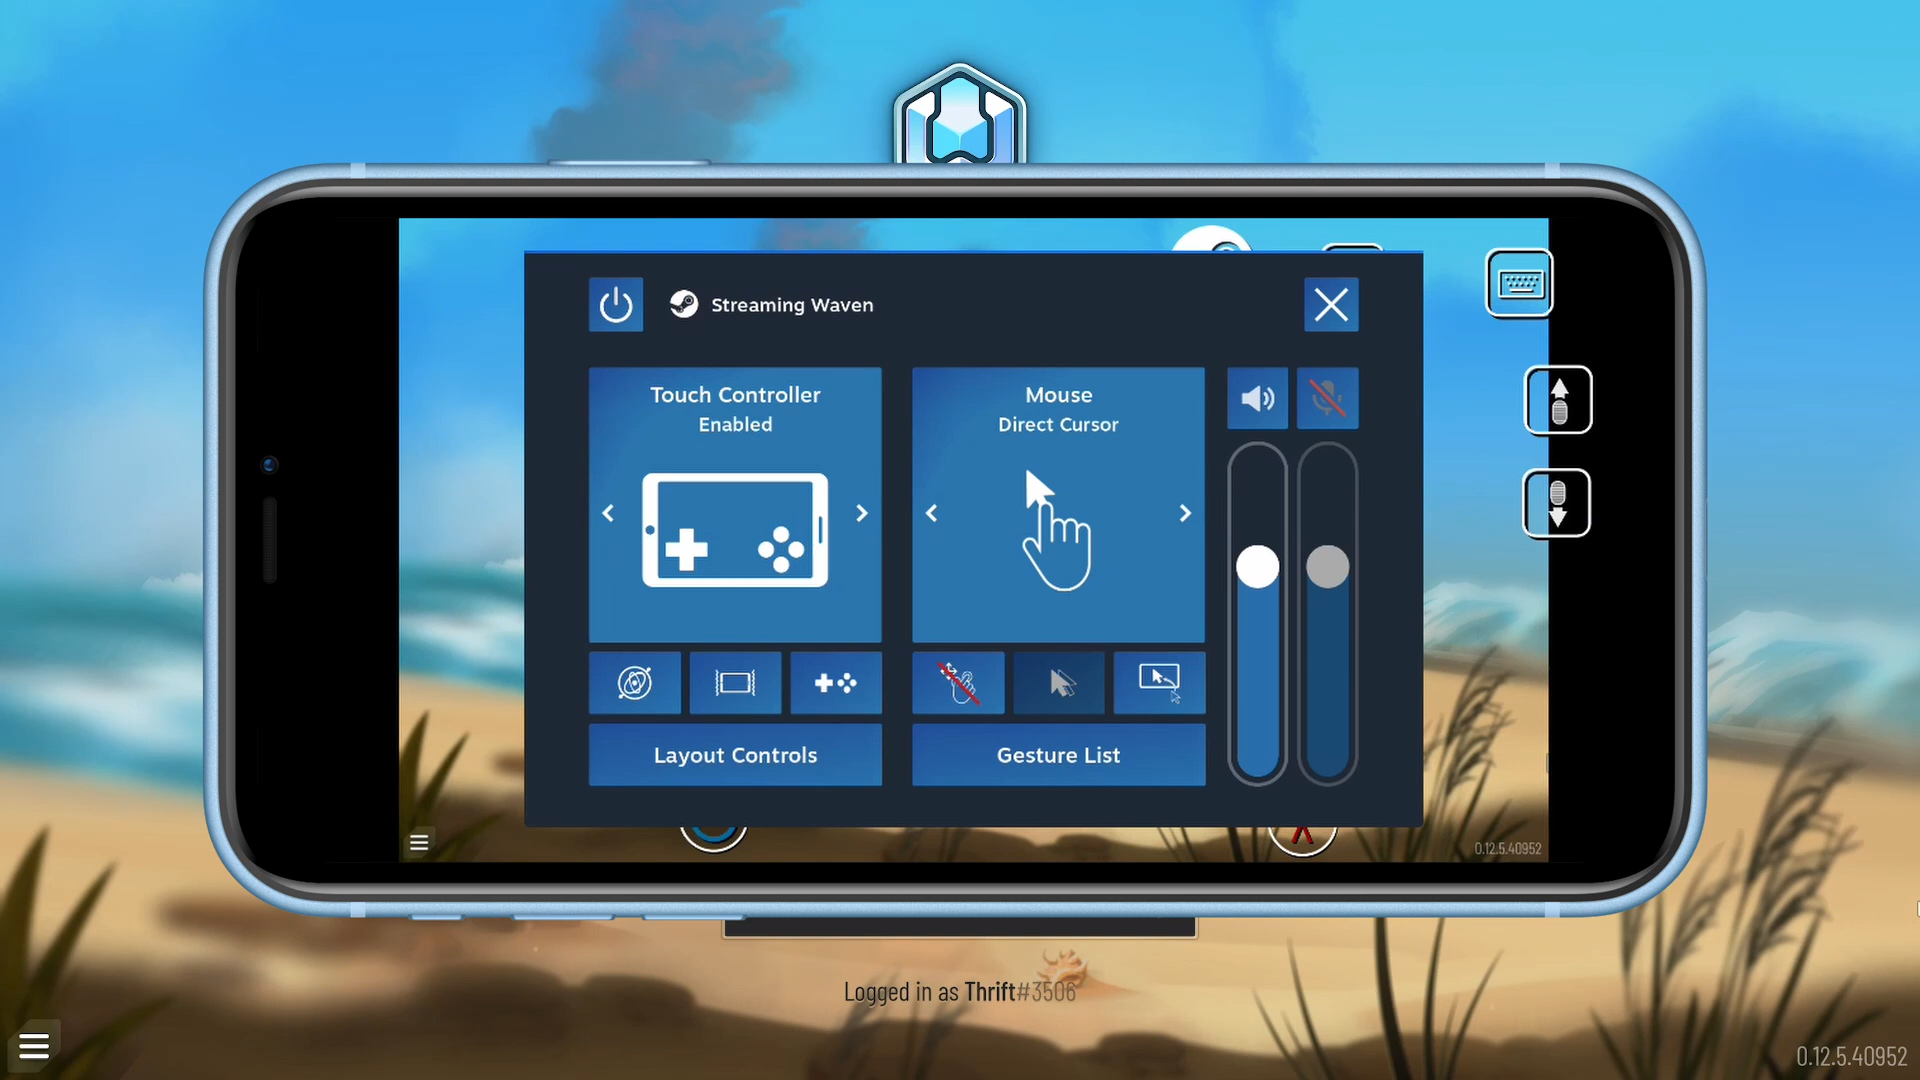 Streaming Waven
Touch Controller
Enabled
Mouse
Direct Cursor
Layout Controls
Gesture List
0.12.5.40952
Logged in as Thrift#3506
0.12.5.40952